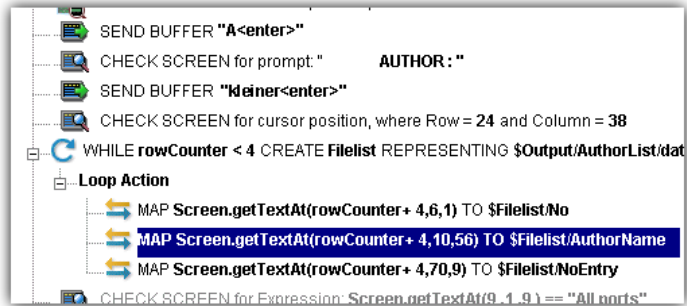 SEND BUFFER "A<enter>"
CHECK SCREEN for prompt: " AUTHOR : "
SEND BUFFER "kleiner<enter>"
CHECK SCREEN for cursor position, where Row = 24 and Column = 38
WHILE rowCounter < 4 CREATE Filelist REPRESENTING $Output/AuthorList/dat
Loop Action
MAP Screen.getTextAt(rowCounter+ 4,6,1) TO $Filelist/No
MAP Screen.getTextAt(rowCounter+ 4,10,56) TO $Filelist/AuthorName
MAP Screen.getTextAt(rowCounter+ 4,70,9) TO $Filelist/NoEntry
CHECK SCREEN for Expression: Screen.getTextAt(9 ,1 ,9 ) == "All ports"